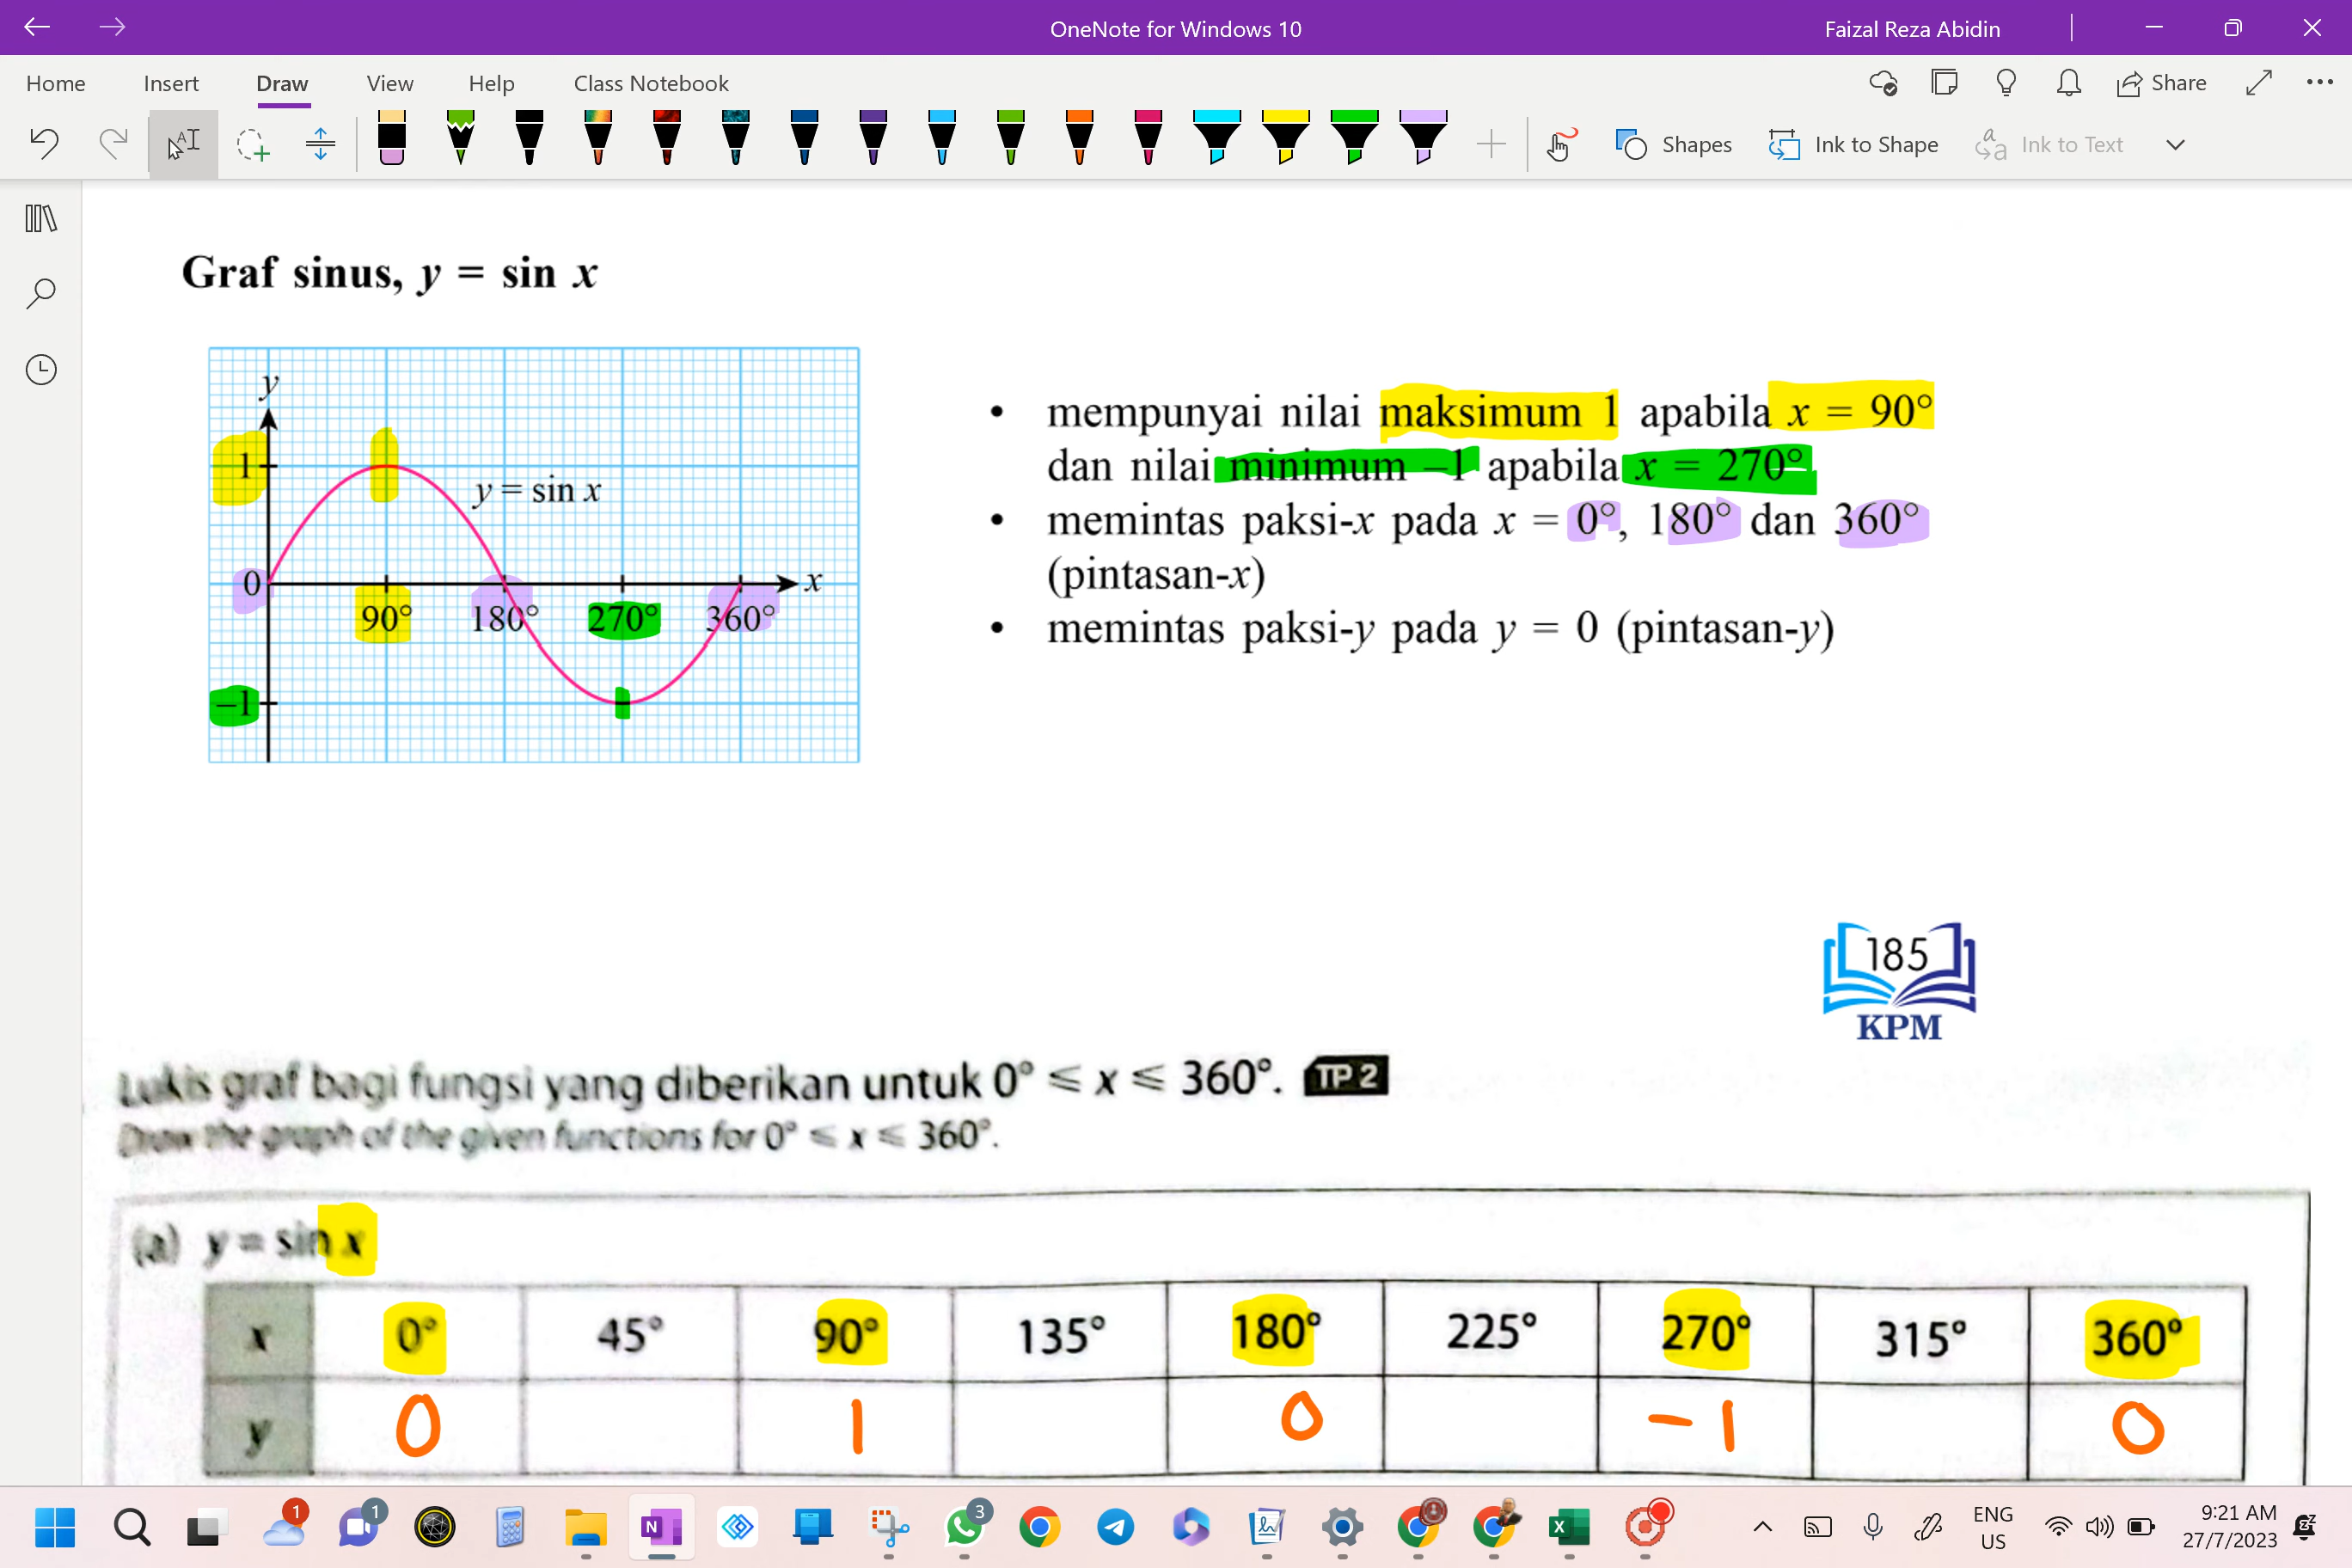 OneNote for Windows 10
Faizal Reza Abidin
Home Insert Draw View Help Class Notebook
Share
Shapes Ink to Shape Ink to Text
Graf sinus, y = sin x
y
1
y = sin x
0
x
90° 180° 270° 360°
–1
• mempunyai nilai maksimum 1 apabila x = 90°
dan nilai minimum –1 apabila x = 270°
• memintas paksi-x pada x = 0°, 180° dan 360°
(pintasan-x)
• memintas paksi-y pada y = 0 (pintasan-y)
185
KPM
Lukis graf bagi fungsi yang diberikan untuk 0° ⩽ x ⩽ 360°. TP 2
Draw the graph of the given functions for 0° ⩽ x ⩽ 360°.
(a) y = sin x
x 0° 45° 90° 135° 180° 225° 270° 315° 360°
y 0 1 0 -1 0
1 1 3
ENG
US
9:21 AM
27/7/2023